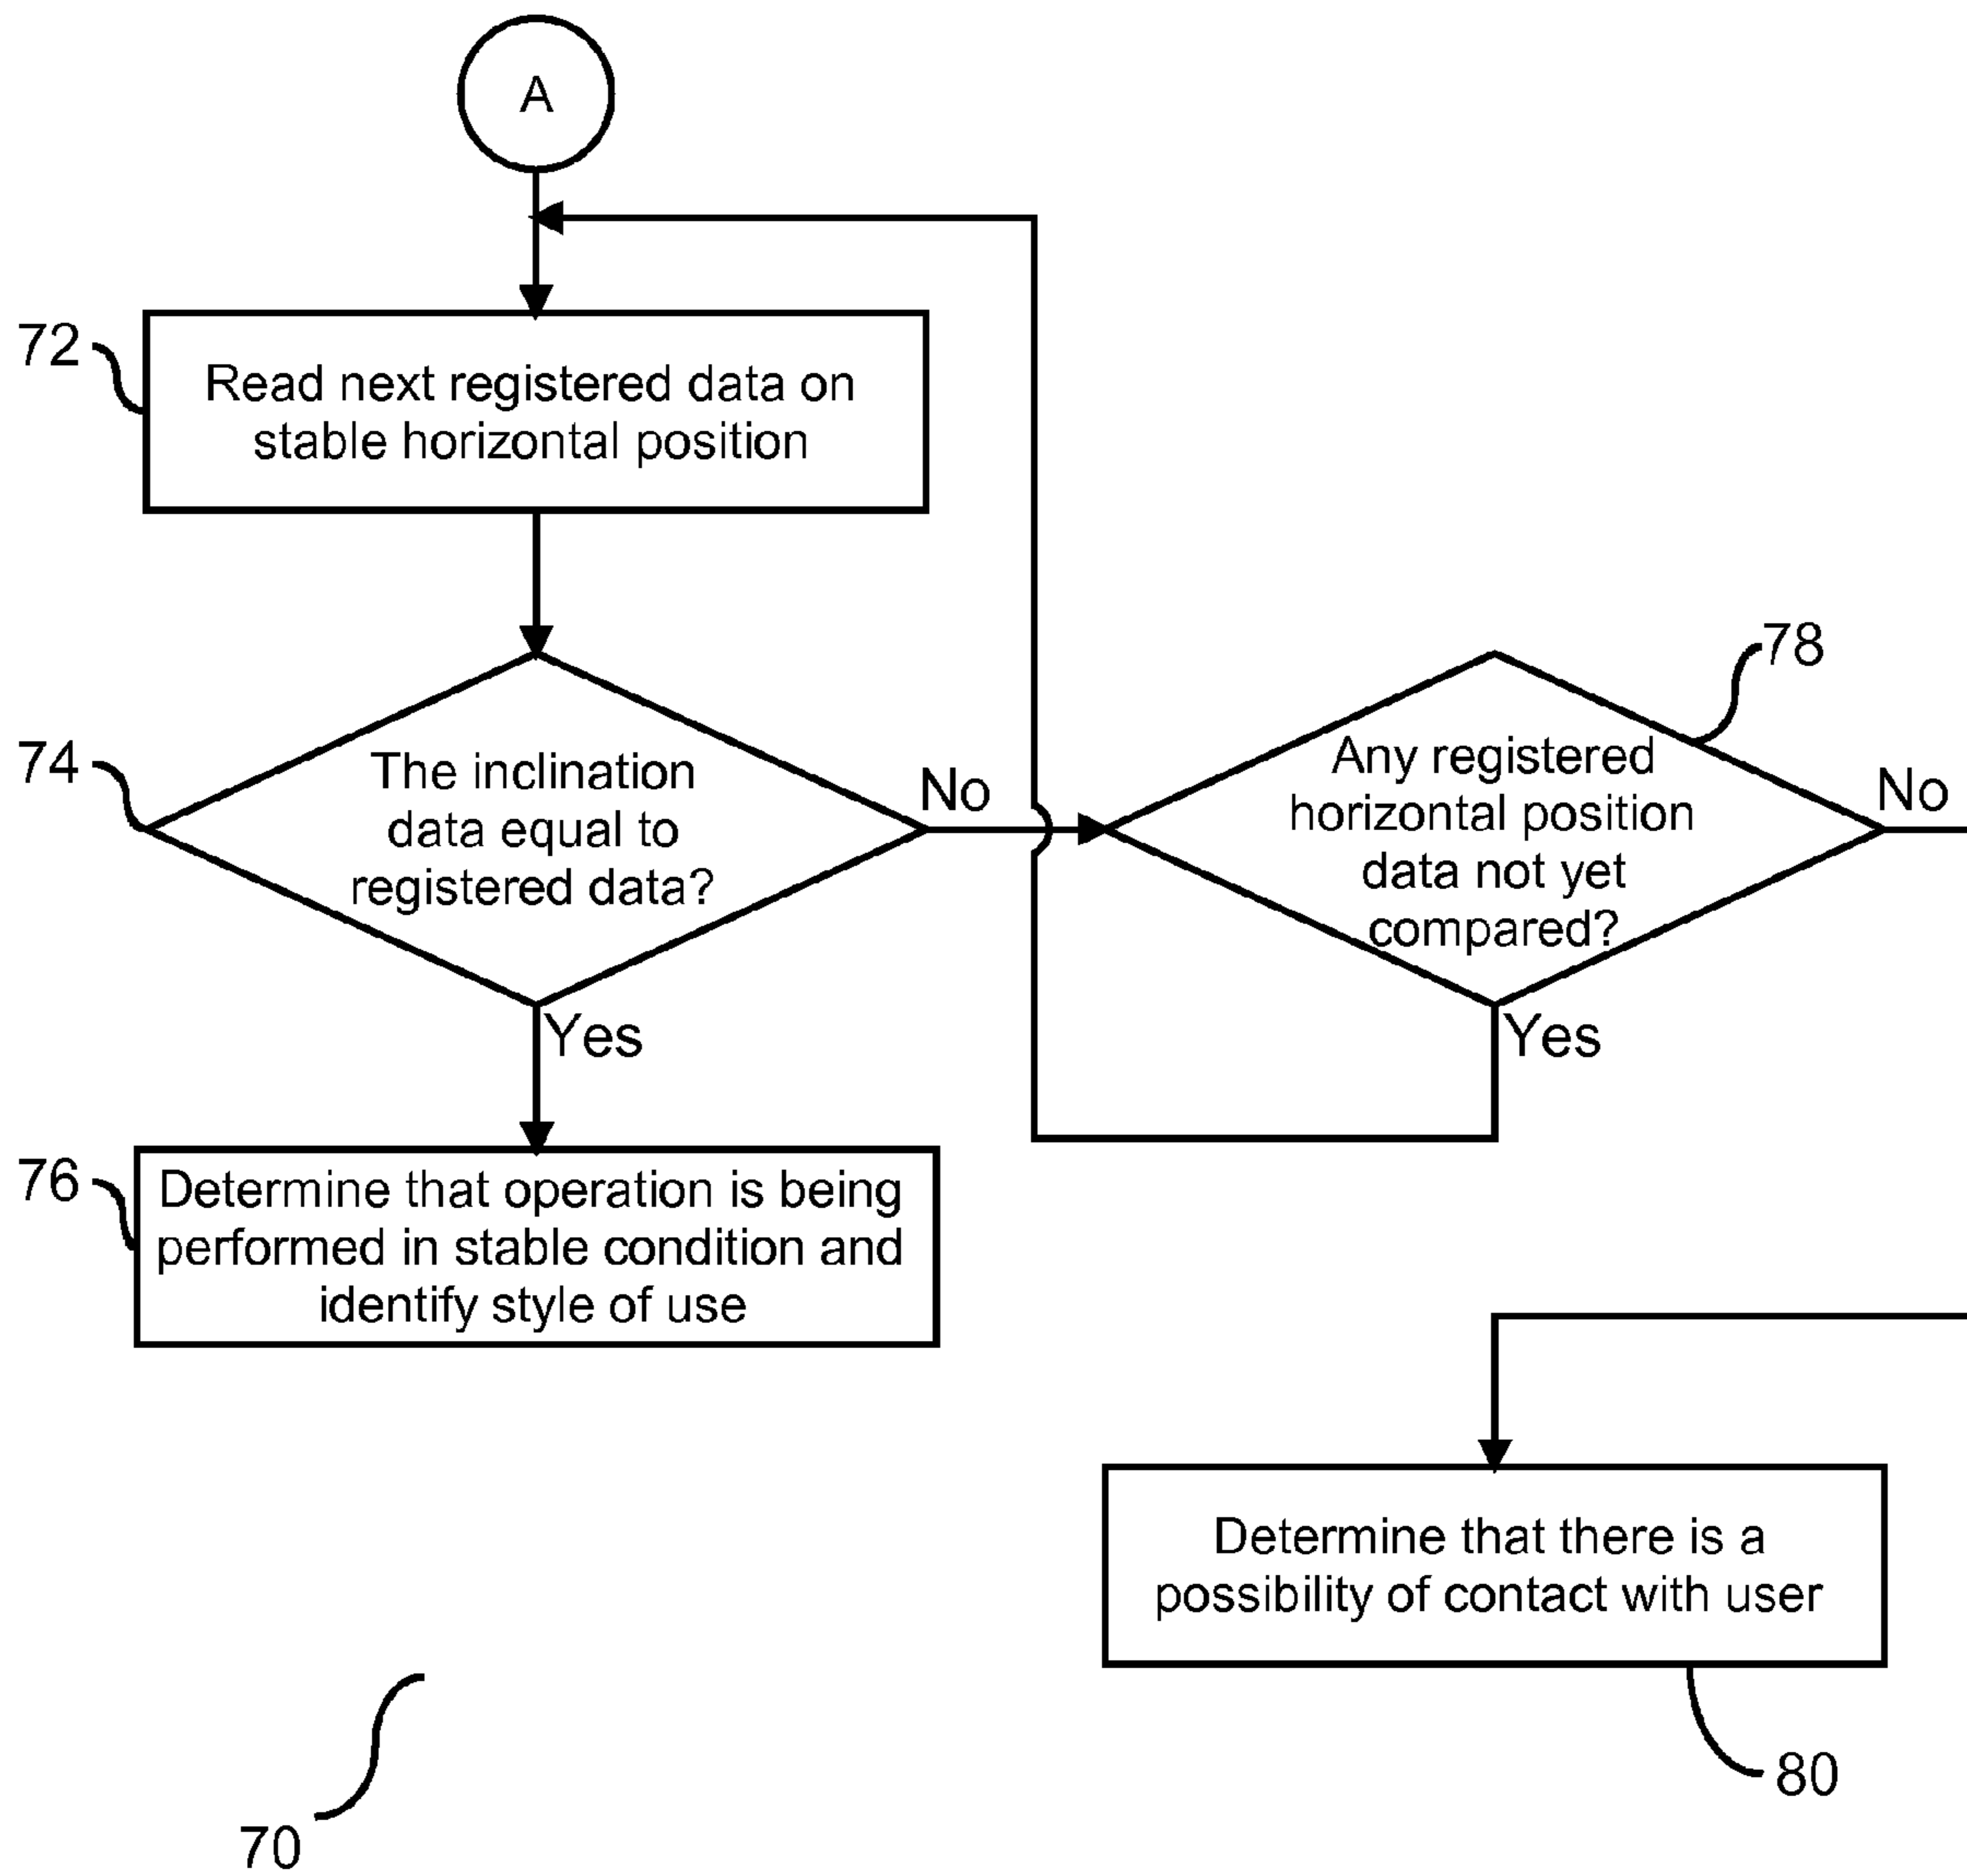 A
72
Read next registered data on
stable horizontal position
74
The inclination
data equal to
registered data?
No
Yes
78
Any registered
horizontal position
data not yet
compared?
No
Yes
76
Determine that operation is being
performed in stable condition and
identify style of use
Determine that there is a
possibility of contact with user
80
70